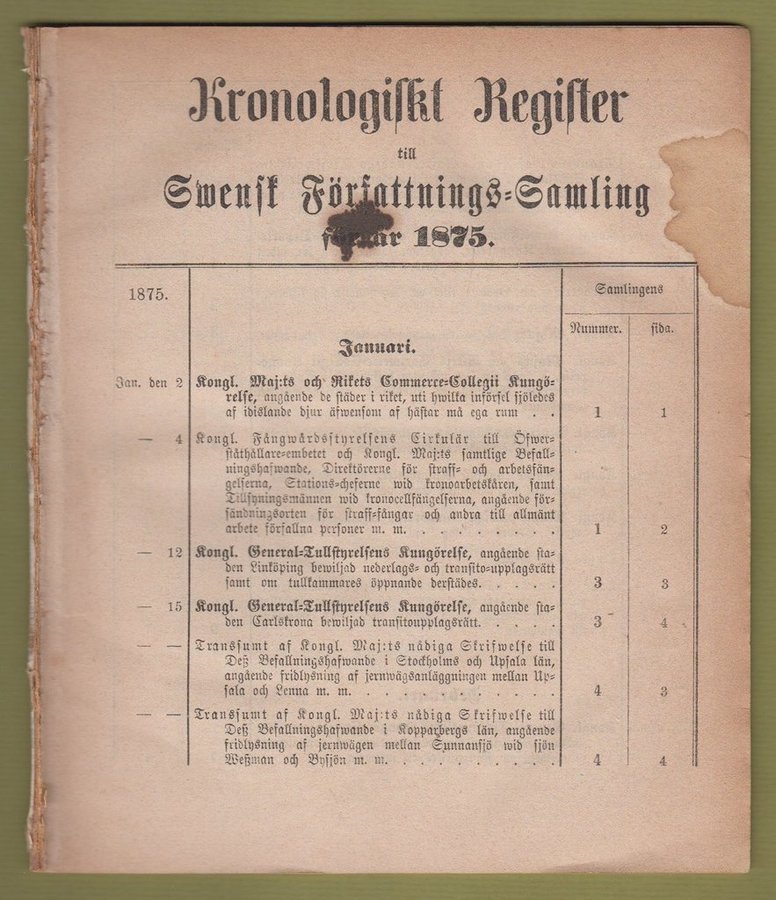 Kronologiskt Register
till
Swensk Författnings-Samling
för år 1875.
1875.
Samlingens
Nummer. sida.
Januari.
Jan. den 2 Kongl. Maj:ts och Rikets Commerce-Collegii Kungö-
relse, angående de städer i riket, uti hwilka införsel sjöledes
af idislande djur äfwensom af hästar må ega rum . . 1 1
— 4 Kongl. Fångwårdsstyrelsens Cirkulär till Öfwer-
ståthållare-embetet och Kongl. Maj:ts samtlige Befall-
ningshafwande, Direktörerne för straff- och arbetsfän-
gelserna, Stations-cheferne wid kronoarbetskåren, samt
Tillsyningsmännen wid kronocellfängelserna, angående för-
sändningsorten för straff-fångar och andra till allmänt
arbete förfallna personer m. m. . . . . . . . . 1 2
— 12 Kongl. General-Tullstyrelsens Kungörelse, angående sta-
den Linköping bewiljad nederlags- och transito-upplagsrätt
samt om tullkammares öppnande derstädes. . . . . 3 3
— 15 Kongl. General-Tullstyrelsens Kungörelse, angående sta-
den Carlskrona bewiljad transitoupplagsrätt. . . . . 3 4
— — Transumt af Kongl. Maj:ts nådiga Skrifwelse till
Deß Befallningshafwande i Stockholms och Upsala län,
angående fridlysning af jernwägsanläggningen mellan Up-
sala och Lenna m. m. . . . . . . . . . . . 4 3
— — Transumt af Kongl. Maj:ts nådiga Skrifwelse till
Deß Befallningshafwande i Kopparbergs län, angående
fridlysning af jernwägen mellan Sunnansjö wid sjön
Weßman och Bysjön m. m. . . . . . . . . . 4 4